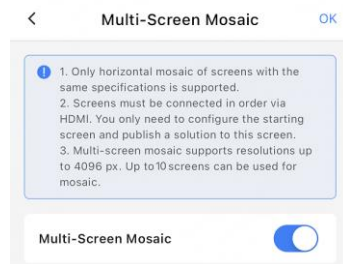 Multi-Screen Mosaic OK
1. Only horizontal mosaic of screens with the
same specifications is supported.
2. Screens must be connected in order via
HDMI. You only need to configure the starting
screen and publish a solution to this screen.
3. Multi-screen mosaic supports resolutions up
to 4096 px. Up to10screens can be used for
mosaic.
Multi-Screen Mosaic